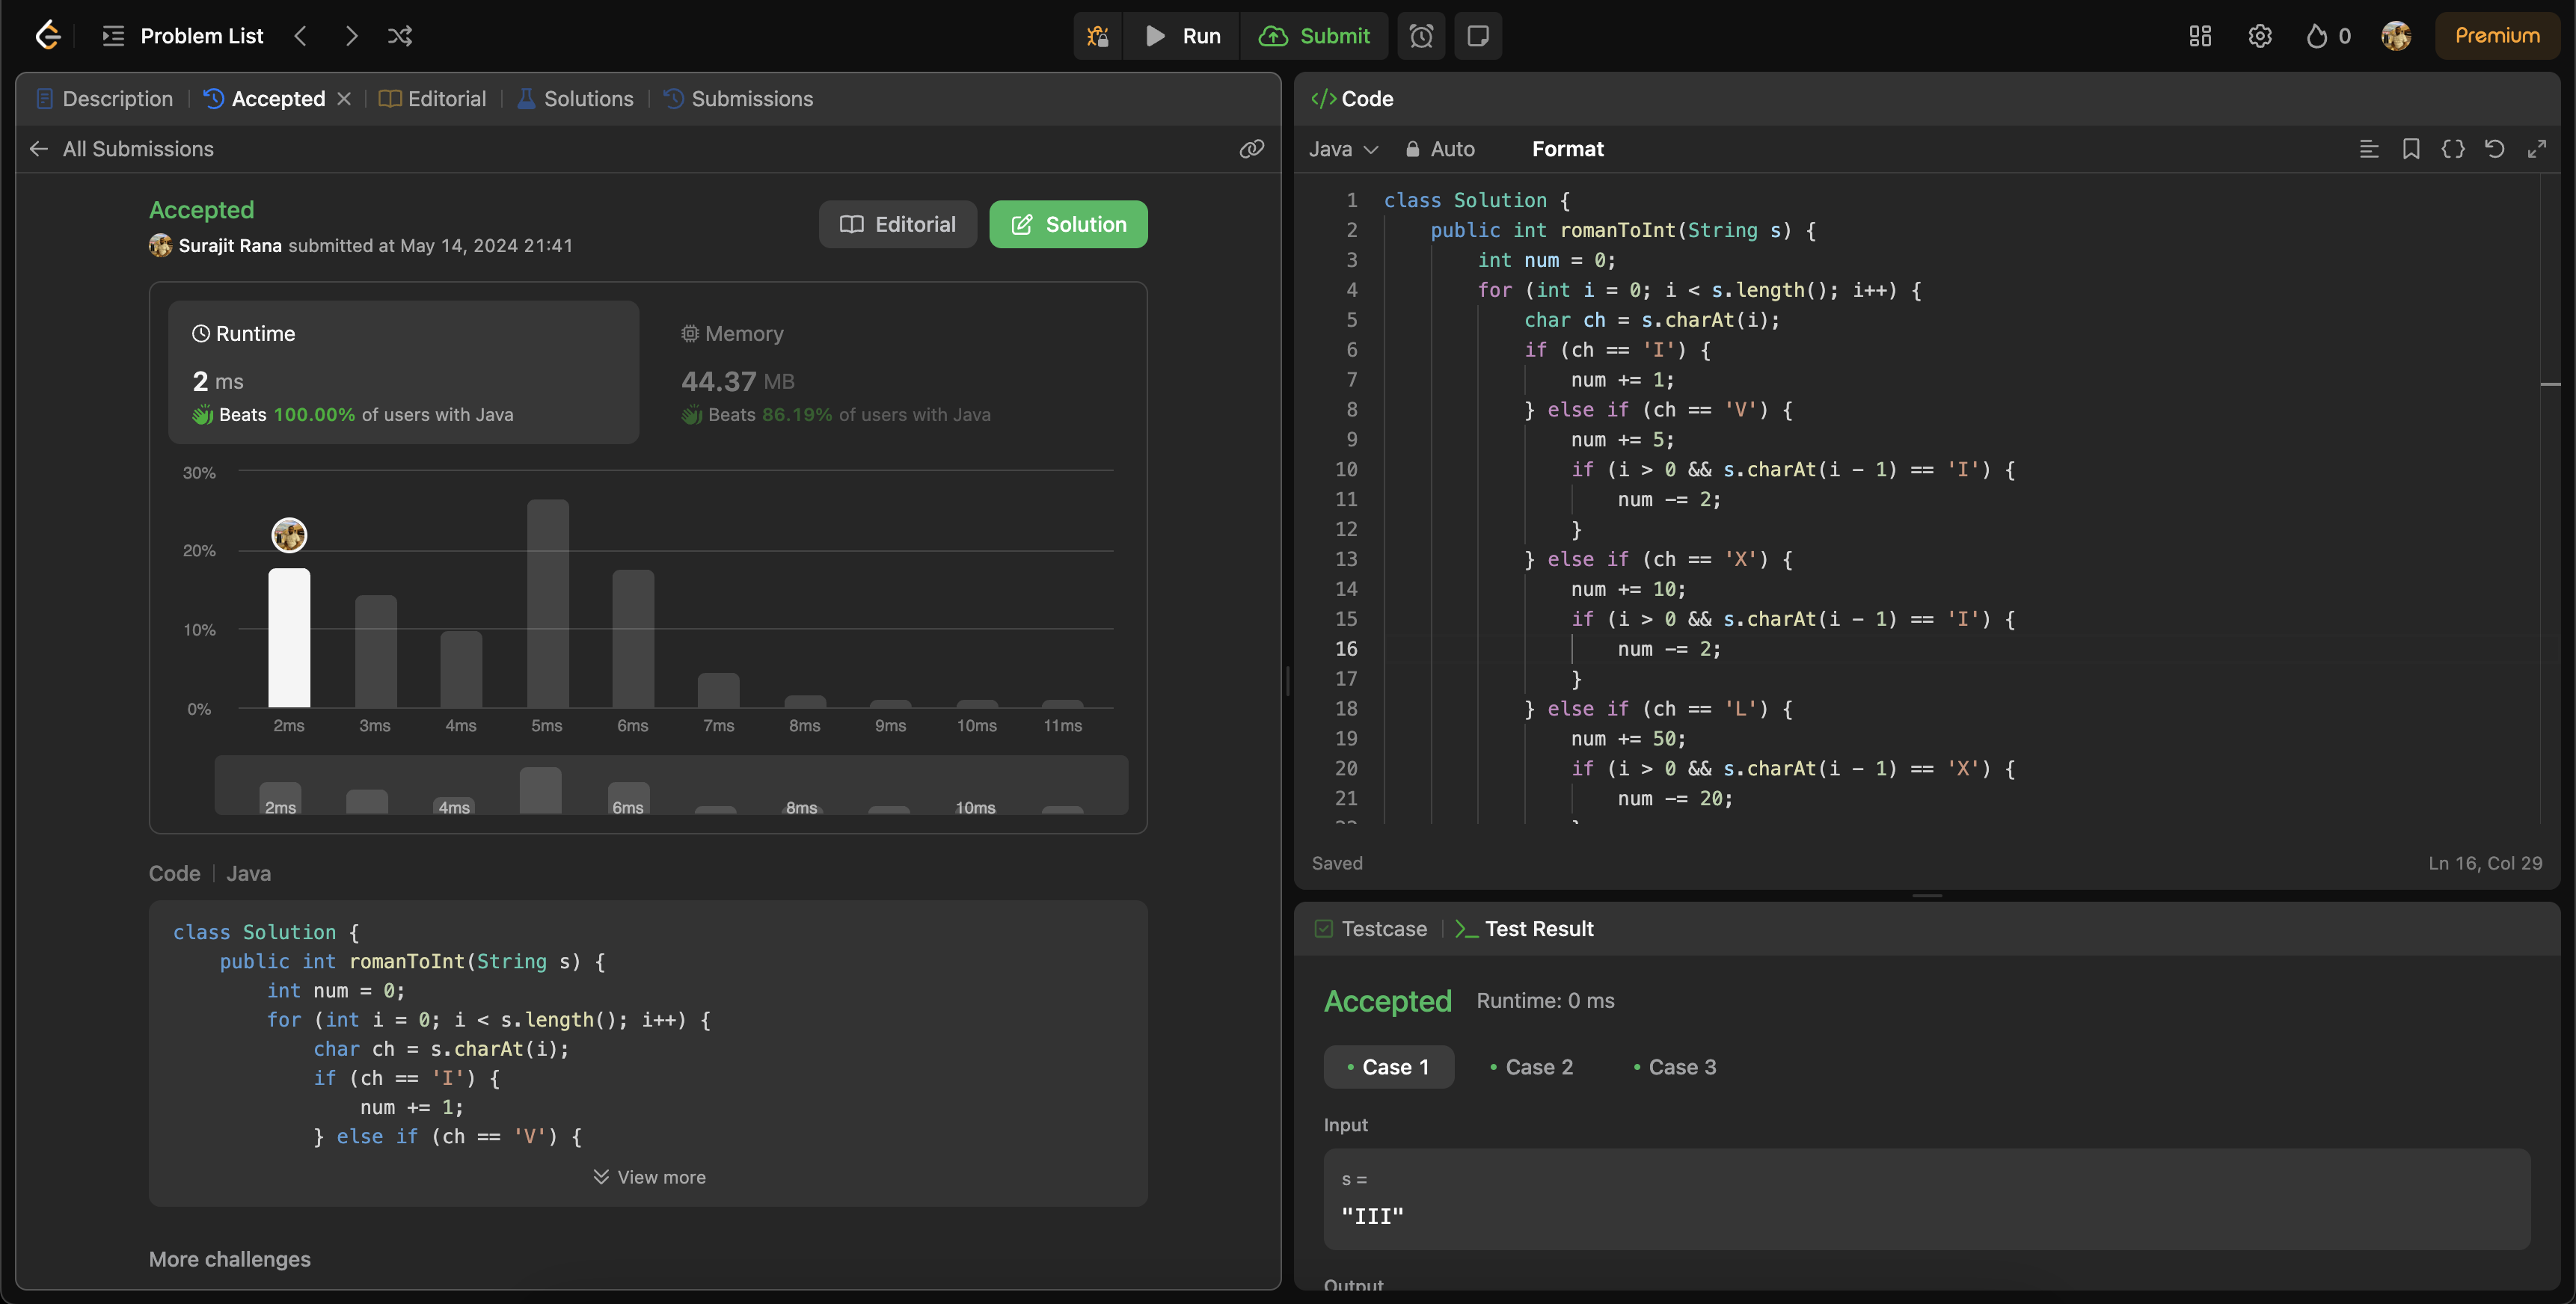 Problem List
Run
Submit
0
Premium
Description
Accepted
Editorial
Solutions
Submissions
All Submissions
Accepted
Surajit Rana submitted at May 14, 2024 21:41
Editorial
Solution
Runtime
2 ms
Beats 100.00% of users with Java
Memory
44.37 MB
Beats 86.19% of users with Java
30%
20%
10%
0%
2ms 3ms 4ms 5ms 6ms 7ms 8ms 9ms 10ms 11ms
2ms 4ms 6ms 8ms 10ms
Code | Java
class Solution {
    public int romanToInt(String s) {
        int num = 0;
        for (int i = 0; i < s.length(); i++) {
            char ch = s.charAt(i);
            if (ch == 'I') {
                num += 1;
            } else if (ch == 'V') {
View more
More challenges
</> Code
Java
Auto
Format
1 class Solution {
2     public int romanToInt(String s) {
3         int num = 0;
4         for (int i = 0; i < s.length(); i++) {
5             char ch = s.charAt(i);
6             if (ch == 'I') {
7                 num += 1;
8             } else if (ch == 'V') {
9                 num += 5;
10                 if (i > 0 && s.charAt(i - 1) == 'I') {
11                     num -= 2;
12                 }
13             } else if (ch == 'X') {
14                 num += 10;
15                 if (i > 0 && s.charAt(i - 1) == 'I') {
16                     num -= 2;
17                 }
18             } else if (ch == 'L') {
19                 num += 50;
20                 if (i > 0 && s.charAt(i - 1) == 'X') {
21                     num -= 20;
Saved
Ln 16, Col 29
Testcase
Test Result
Accepted
Runtime: 0 ms
Case 1
Case 2
Case 3
Input
s =
"III"
Output